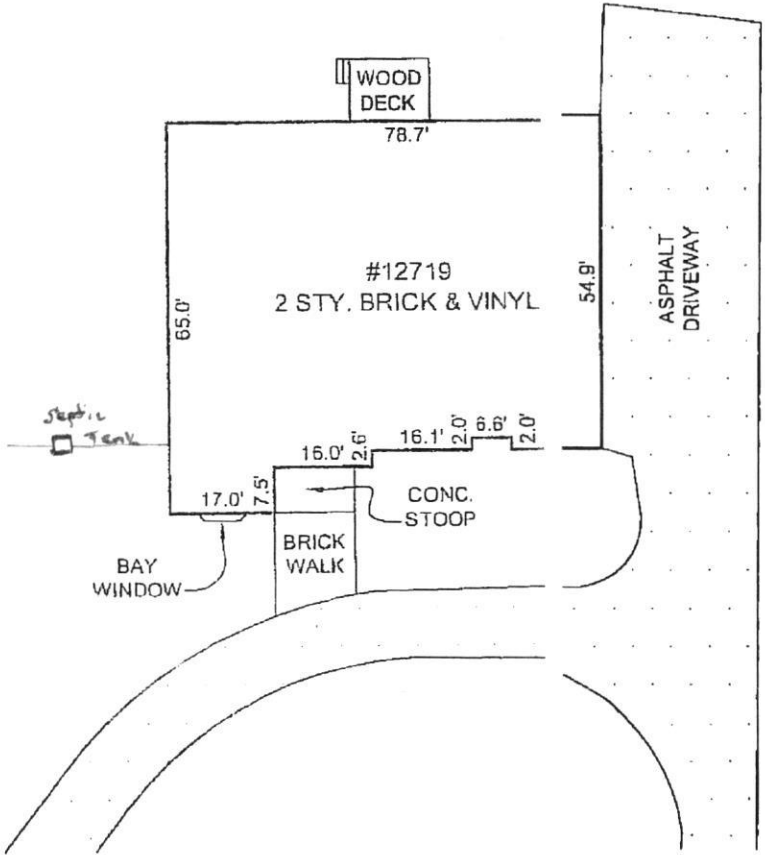 WOOD
DECK
78.7'
#12719
2 STY. BRICK & VINYL
65.0'
54.9'
ASPHALT
DRIVEWAY
Septic
Tank
16.0'
2.6'
16.1'
2.0'
6.6'
2.0'
17.0'
7.5'
CONC.
STOOP
BRICK
WALK
BAY
WINDOW